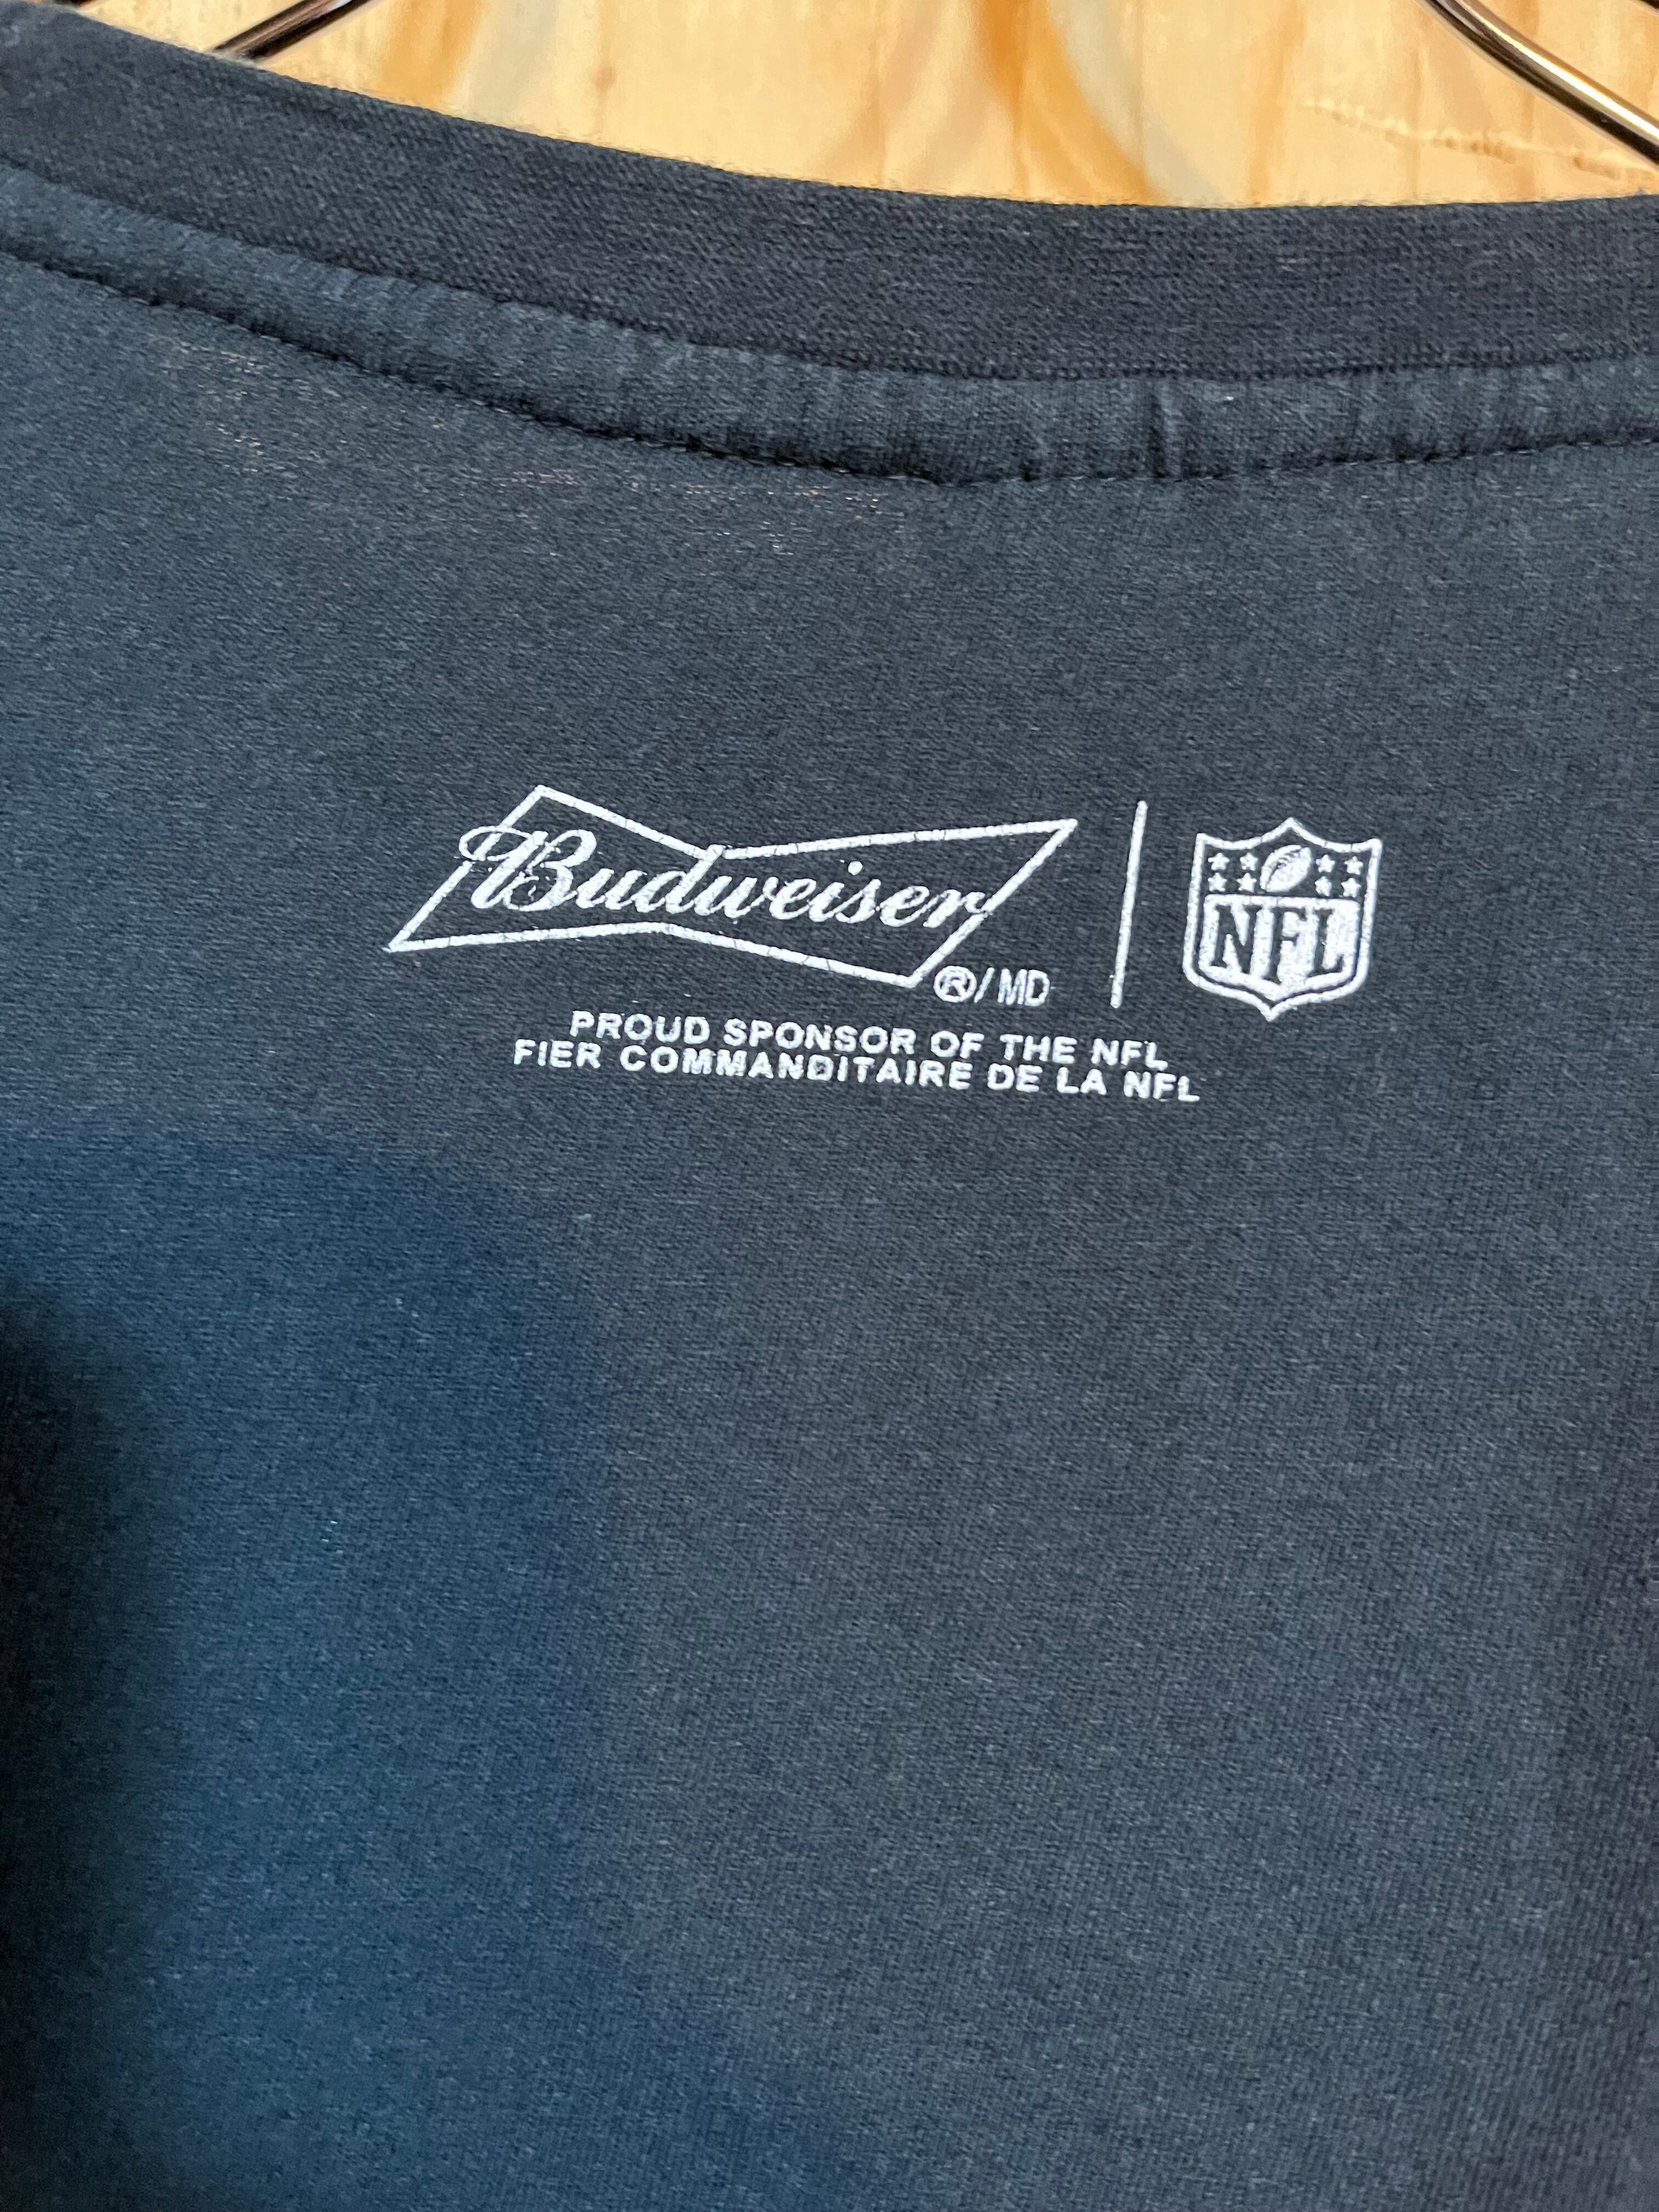 Budweiser
®/MD
NFL
PROUD SPONSOR OF THE NFL
FIER COMMANDITAIRE DE LA NFL